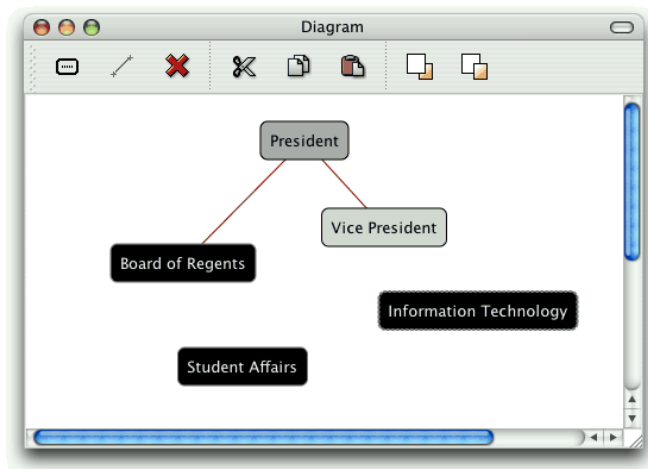 Diagram
President
Vice President
Board of Regents
Information Technology
Student Affairs